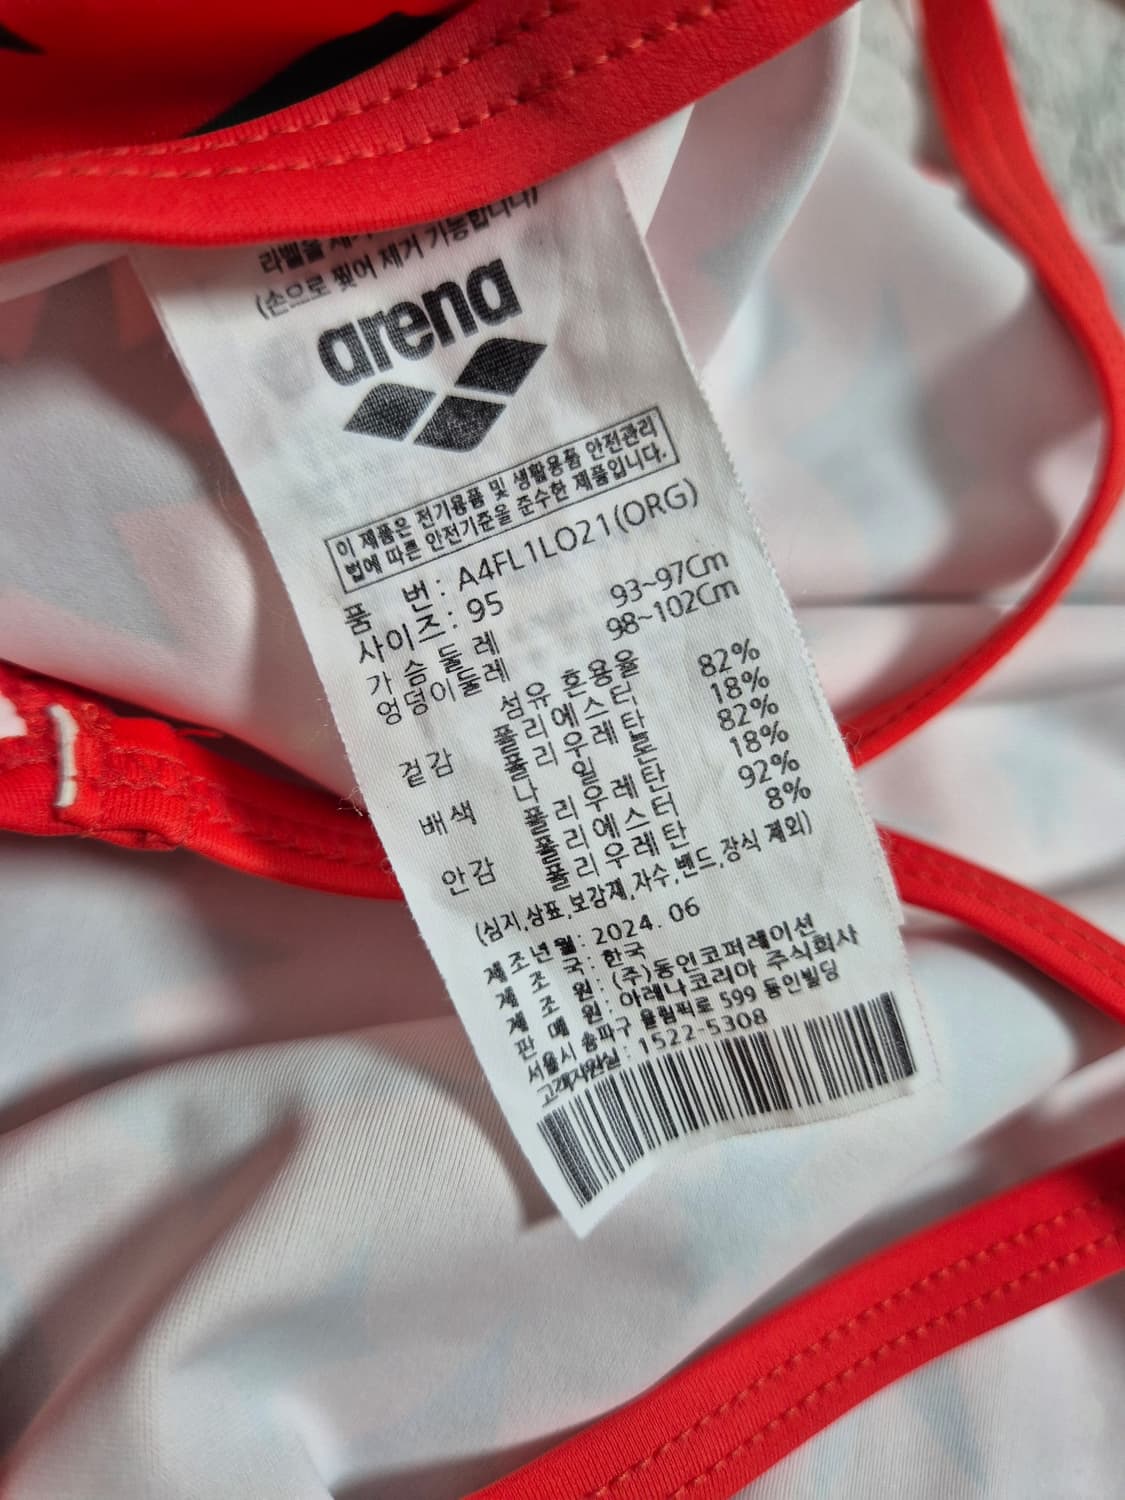 라벨을 제거
(손으로 찢어 제거 가능합니다)
arena
이 제품은 전기용품 및 생활용품 안전관리
법에 따른 안전기준을 준수한 제품입니다.
품 번 : A4FL1LO21(ORG)
사이즈 : 95
가슴둘레 93~97Cm
엉덩이둘레 98~102Cm
섬유 혼용율
겉감 폴리에스터 82%
폴리우레탄 18%
배색 나일론 82%
폴리우레탄 18%
안감 폴리에스터 92%
폴리우레탄 8%
(심지,상표,보강재,자수,밴드,장식 제외)
제조년월 : 2024. 06
제조국 : 한국
제조원 : (주)동인코퍼레이션
판매원 : 아레나코리아 주식회사
서울시 송파구 올림픽로 599 동인빌딩
고객지원실 : 1522-5308